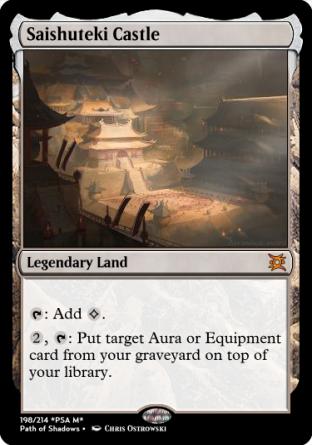 Saishuteki Castle
Legendary Land
: Add .
2, : Put target Aura or Equipment
card from your graveyard on top of
your library.
198/214 *PSA M*
Path of Shadows • Chris Ostrowski